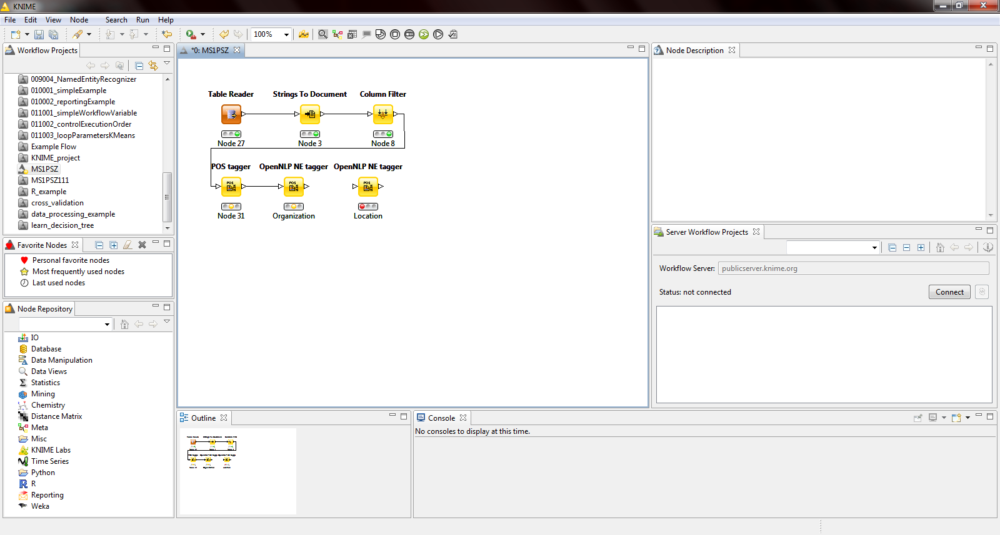 KNIME
File Edit View Node Search Run Help
100%
Workflow Projects
009004_NamedEntityRecognizer
010001_simpleExample
010002_reportingExample
011001_simpleWorkflowVariable
011002_controlExecutionOrder
011003_loopParametersKMeans
Example Flow
KNIME_project
MS1PSZ
MS1PSZ111
R_example
cross_validation
data_processing_example
learn_decision_tree
Favorite Nodes
Personal favorite nodes
Most frequently used nodes
Last used nodes
Node Repository
IO
Database
Data Manipulation
Data Views
Statistics
Mining
Chemistry
Distance Matrix
Meta
Misc
KNIME Labs
Time Series
Python
R
Reporting
Weka
*0: MS1PSZ
Table Reader Strings To Document Column Filter
Node 27 Node 3 Node 8
POS tagger OpenNLP NE tagger OpenNLP NE tagger
POS POS POS
Node 31 Organization Location
Outline
Console
No consoles to display at this time.
Node Description
Server Workflow Projects
Workflow Server: publicserver.knime.org
Status: not connected Connect